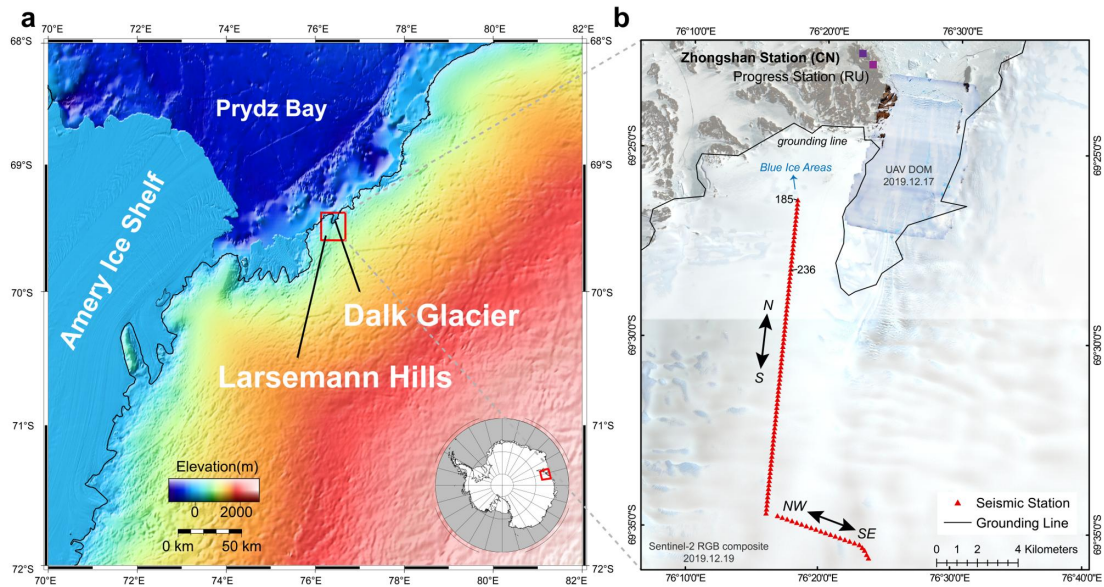 a
70°E 72°E 74°E 76°E 78°E 80°E 82°E
68°S 68°S
Prydz Bay
69°S 69°S
Amery Ice Shelf
70°S 70°S
Dalk Glacier
Larsemann Hills
71°S 71°S
Elevation(m)
0 2000
0 km 50 km
72°S 72°S
70°E 72°E 74°E 76°E 78°E 80°E 82°E
b
76°10'0"E 76°20'0"E 76°30'0"E
Zhongshan Station (CN)
Progress Station (RU)
69°25'0"S 69°25'0"S
grounding line
Blue Ice Areas
UAV DOM
2019.12.17
185
236
N
S
69°30'0"S 69°30'0"S
NW
SE
69°35'0"S 69°35'0"S
Seismic Station
Grounding Line
0 1 2 4 Kilometers
Sentinel-2 RGB composite
2019.12.19
76°10'0"E 76°20'0"E 76°30'0"E 76°40'0"E